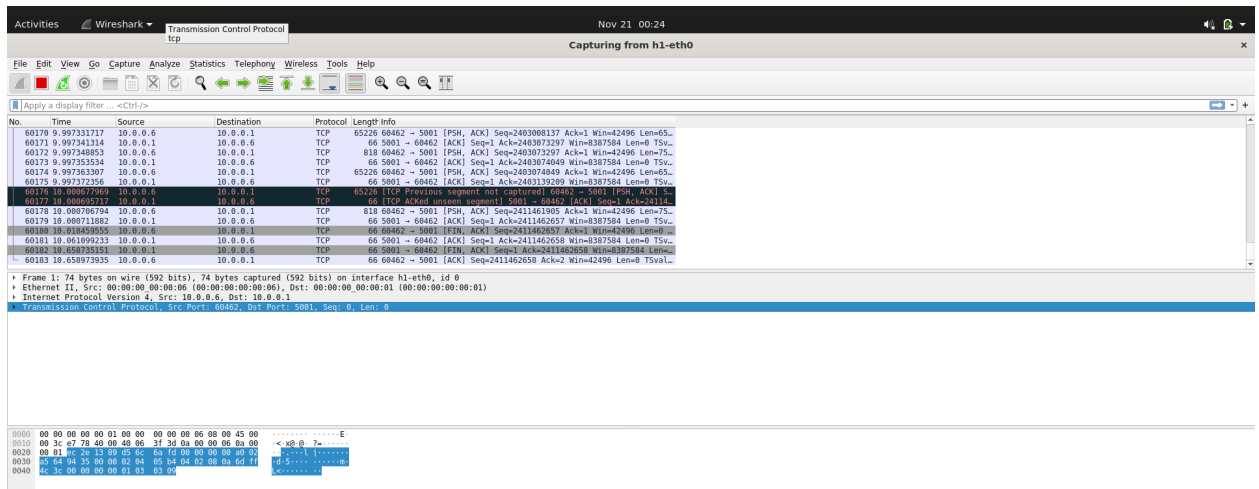 Activities Wireshark Nov 21 00:24
Transmission Control Protocol
tcp
Capturing from h1-eth0
File Edit View Go Capture Analyze Statistics Telephony Wireless Tools Help
Apply a display filter ... <Ctrl-/>
No. Time Source Destination Protocol Length Info
60170 9.997331717 10.0.0.6 10.0.0.1 TCP 65226 60462 → 5001 [PSH, ACK] Seq=2403008137 Ack=1 Win=42496 Len=65…
60171 9.997341314 10.0.0.1 10.0.0.6 TCP 66 5001 → 60462 [ACK] Seq=1 Ack=2403073297 Win=8387584 Len=0 TSv…
60172 9.997348853 10.0.0.6 10.0.0.1 TCP 818 60462 → 5001 [PSH, ACK] Seq=2403073297 Ack=1 Win=42496 Len=75…
60173 9.997353534 10.0.0.1 10.0.0.6 TCP 66 5001 → 60462 [ACK] Seq=1 Ack=2403074049 Win=8387584 Len=0 TSv…
60174 9.997363307 10.0.0.6 10.0.0.1 TCP 65226 60462 → 5001 [PSH, ACK] Seq=2403074049 Ack=1 Win=42496 Len=65…
60175 9.997372356 10.0.0.1 10.0.0.6 TCP 66 5001 → 60462 [ACK] Seq=1 Ack=2403139209 Win=8387584 Len=0 TSv…
60176 10.000677969 10.0.0.6 10.0.0.1 TCP 65226 [TCP Previous segment not captured] 60462 → 5001 [PSH, ACK] S…
60177 10.000695717 10.0.0.1 10.0.0.6 TCP 66 [TCP ACKed unseen segment] 5001 → 60462 [ACK] Seq=1 Ack=24114…
60178 10.000706794 10.0.0.6 10.0.0.1 TCP 818 60462 → 5001 [PSH, ACK] Seq=2411461905 Ack=1 Win=42496 Len=75…
60179 10.000711882 10.0.0.1 10.0.0.6 TCP 66 5001 → 60462 [ACK] Seq=1 Ack=2411462657 Win=8387584 Len=0 TSv…
60180 10.018459555 10.0.0.6 10.0.0.1 TCP 66 60462 → 5001 [FIN, ACK] Seq=2411462657 Ack=1 Win=42496 Len=0 …
60181 10.061099233 10.0.0.1 10.0.0.6 TCP 66 5001 → 60462 [ACK] Seq=1 Ack=2411462658 Win=8387584 Len=0 TSv…
60182 10.658735151 10.0.0.1 10.0.0.6 TCP 66 5001 → 60462 [FIN, ACK] Seq=1 Ack=2411462658 Win=8387584 Len=…
60183 10.658973935 10.0.0.6 10.0.0.1 TCP 66 60462 → 5001 [ACK] Seq=2411462658 Ack=2 Win=42496 Len=0 TSval…
Frame 1: 74 bytes on wire (592 bits), 74 bytes captured (592 bits) on interface h1-eth0, id 0
Ethernet II, Src: 00:00:00_00:00:06 (00:00:00:00:00:06), Dst: 00:00:00_00:00:01 (00:00:00:00:00:01)
Internet Protocol Version 4, Src: 10.0.0.6, Dst: 10.0.0.1
Transmission Control Protocol, Src Port: 60462, Dst Port: 5001, Seq: 0, Len: 0
0000 00 00 00 00 00 01 00 00 00 00 00 06 08 00 45 00 ········ ······E·
0010 00 3c e7 78 40 00 40 06 3f 3d 0a 00 00 06 0a 00 ·<·x@·@· ?=······
0020 00 01 ec 2e 13 89 d5 6c 6a fd 00 00 00 00 a0 02 ···.···l j·······
0030 a5 64 94 35 00 00 02 04 05 b4 04 02 08 0a 6d ff ·d·5···· ······m·
0040 4c 3c 00 00 00 00 01 03 03 09 L<······ ··